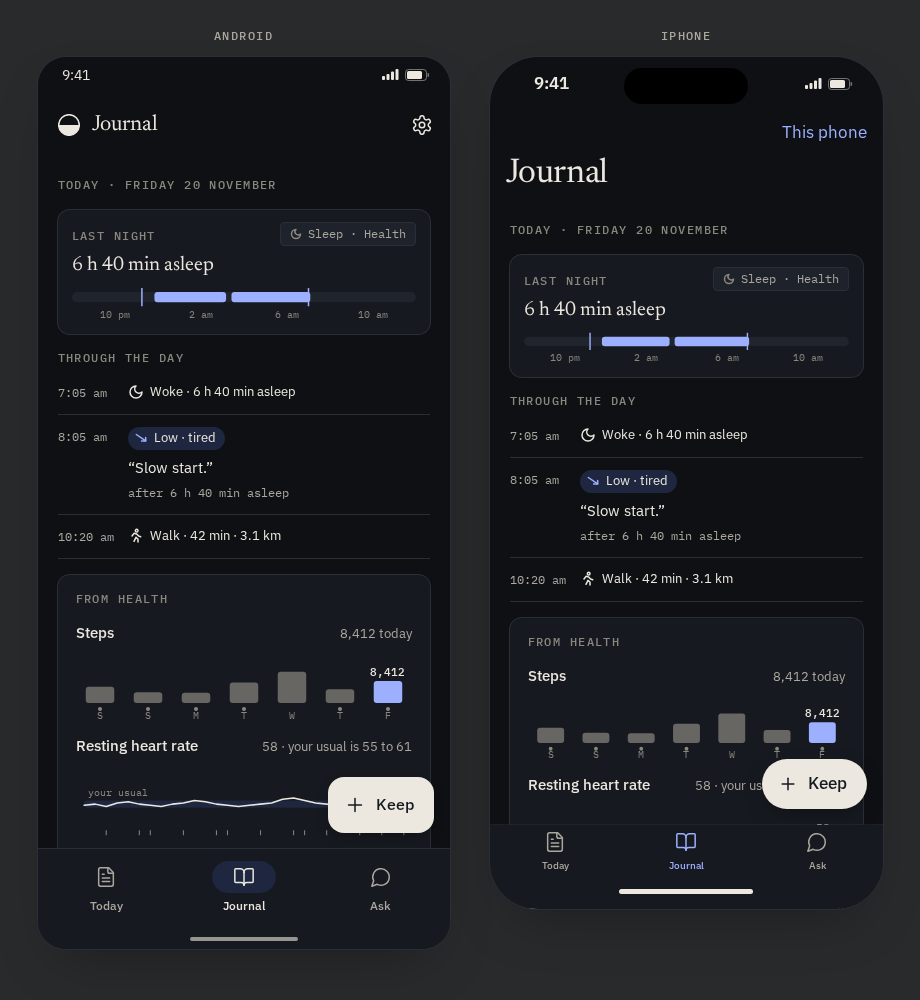 ANDROID
9:41
Journal
TODAY · FRIDAY 20 NOVEMBER
LAST NIGHT
Sleep · Health
6 h 40 min asleep
10 pm 2 am 6 am 10 am
THROUGH THE DAY
7:05 am Woke · 6 h 40 min asleep
8:05 am Low · tired
“Slow start.”
after 6 h 40 min asleep
10:20 am Walk · 42 min · 3.1 km
FROM HEALTH
Steps 8,412 today
8,412
S S M T W T F
Resting heart rate 58 · your usual is 55 to 61
your usual
Keep
Today Journal Ask
IPHONE
9:41
This phone
Journal
TODAY · FRIDAY 20 NOVEMBER
LAST NIGHT
Sleep · Health
6 h 40 min asleep
10 pm 2 am 6 am 10 am
THROUGH THE DAY
7:05 am Woke · 6 h 40 min asleep
8:05 am Low · tired
“Slow start.”
after 6 h 40 min asleep
10:20 am Walk · 42 min · 3.1 km
FROM HEALTH
Steps 8,412 today
8,412
S S M T W T F
Resting heart rate 58 · your
Keep
Today Journal Ask